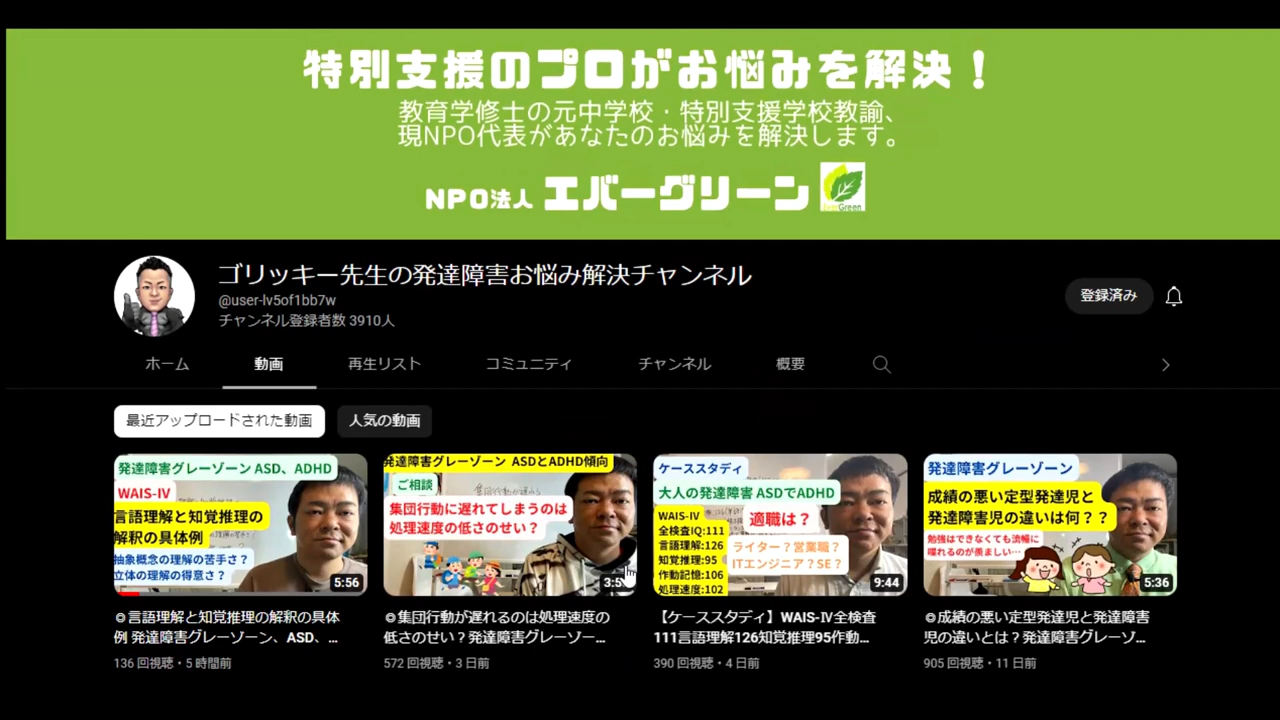 特別支援のプロがお悩みを解決！
教育学修士の元中学校・特別支援学校教諭、
現NPO代表があなたのお悩みを解決します。
NPO法人 エバーグリーン
Green
ゴリッキー先生の発達障害お悩み解決チャンネル
@user-lv5of1bb7w
チャンネル登録者数 3910人
登録済み
ホーム 動画 再生リスト コミュニティ チャンネル 概要
最近アップロードされた動画 人気の動画
発達障害グレーゾーン ASD、ADHD
WAIS-Ⅳ
言語理解と知覚推理の
解釈の具体例
抽象概念の理解の苦手さ？
立体の理解の得意さ？
5:56
◎言語理解と知覚推理の解釈の具体
例 発達障害グレーゾーン、ASD、...
136 回視聴・5 時間前
発達障害グレーゾーン ASDとADHD傾向
ご相談
集団行動が遅れる
集団行動に遅れてしまうのは
処理速度の低さのせい？
3:5
◎集団行動が遅れるのは処理速度の
低さのせい？発達障害グレーゾー...
572 回視聴・3 日前
ケーススタディ
大人の発達障害 ASDでADHD
WAIS-Ⅳ
全検査IQ:111
言語理解:126
知覚推理:95
作動記憶:106
処理速度:102
適職は？
ライター？営業職？
ITエンジニア？SE？
9:44
【ケーススタディ】WAIS-Ⅳ全検査
111言語理解126知覚推理95作動...
390 回視聴・4 日前
発達障害グレーゾーン
成績の悪い定型発達児と
発達障害児の違いは何？？
勉強はできなくても流暢に
喋れるのが羨ましい…
5:36
◎成績の悪い定型発達児と発達障害
児の違いとは？発達障害グレーゾ...
905 回視聴・11 日前